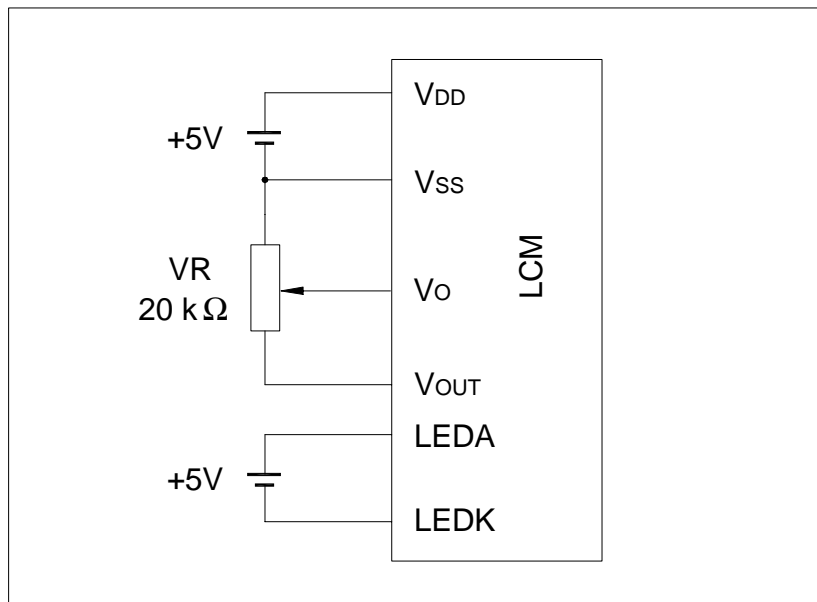 VDD
+5V
VSS
LCM
VR
20 kΩ
VO
VOUT
LEDA
+5V
LEDK